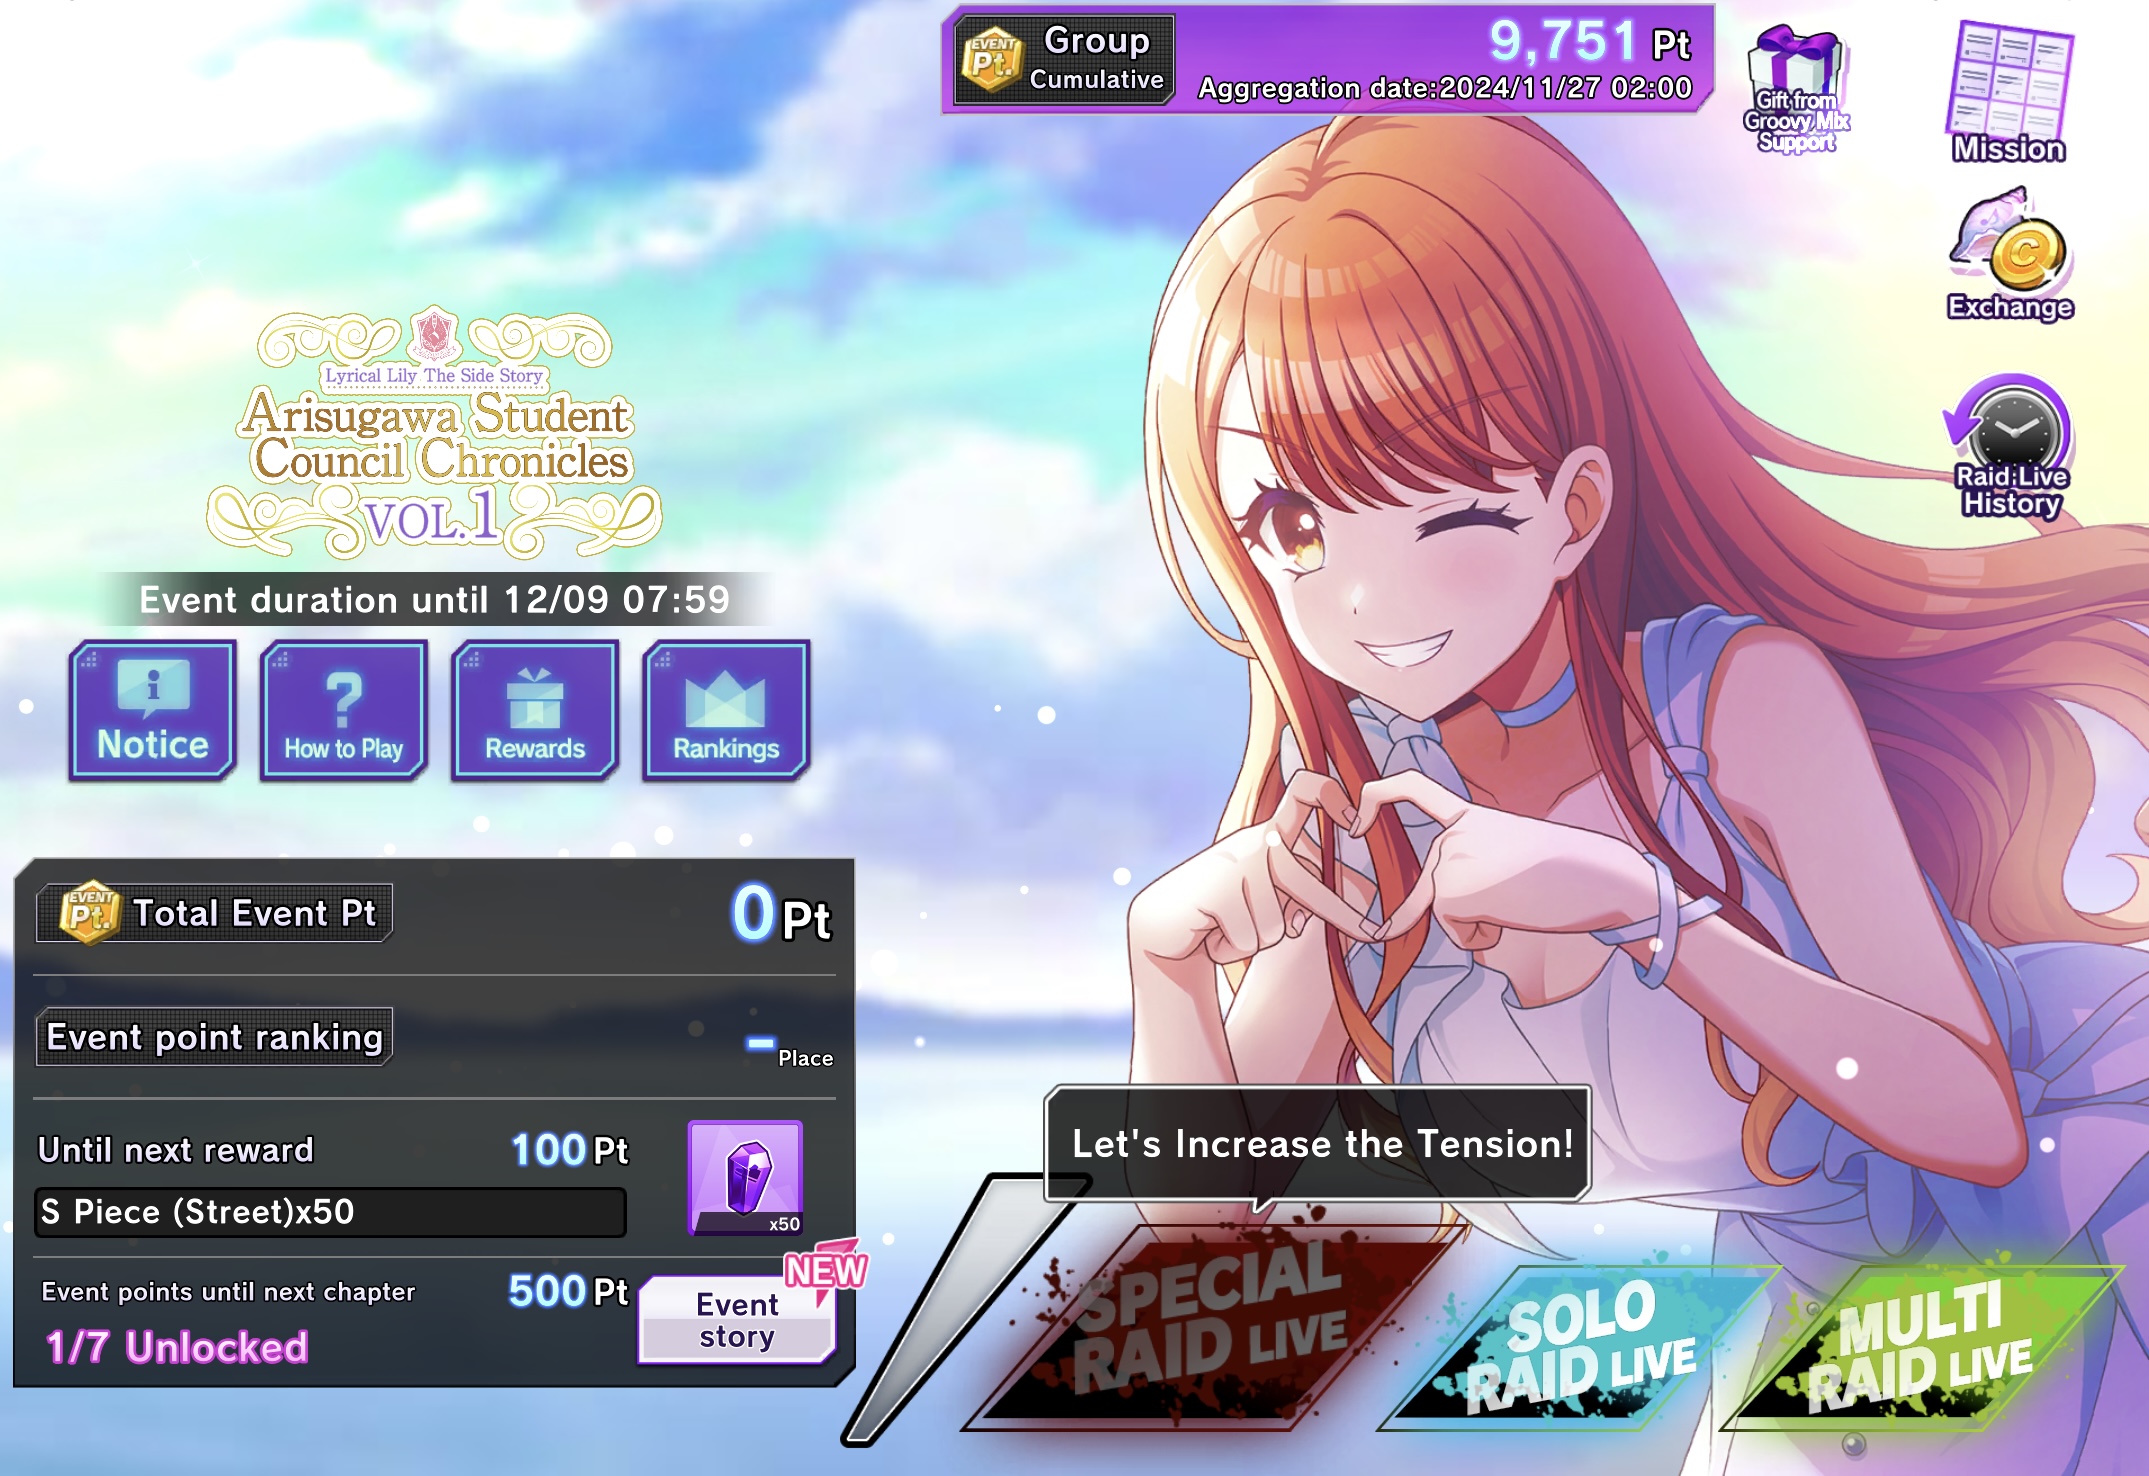 EVENT
Pt.
Group
Cumulative
9,751 Pt
Aggregation date:2024/11/27 02:00
Gift from
Groovy Mix
Support
Mission
C
Exchange
Raid Live
History
Lyrical Lily The Side Story
Arisugawa Student
Council Chronicles
VOL.1
Event duration until 12/09 07:59
Notice
How to Play
Rewards
Rankings
EVENT
Pt.
Total Event Pt
0 Pt
Event point ranking
- Place
Until next reward 100 Pt
S Piece (Street)x50
x50
Event points until next chapter 500 Pt
1/7 Unlocked
NEW
Event
story
Let's Increase the Tension!
SPECIAL
RAID LIVE
SOLO
RAID LIVE
MULTI
RAID LIVE